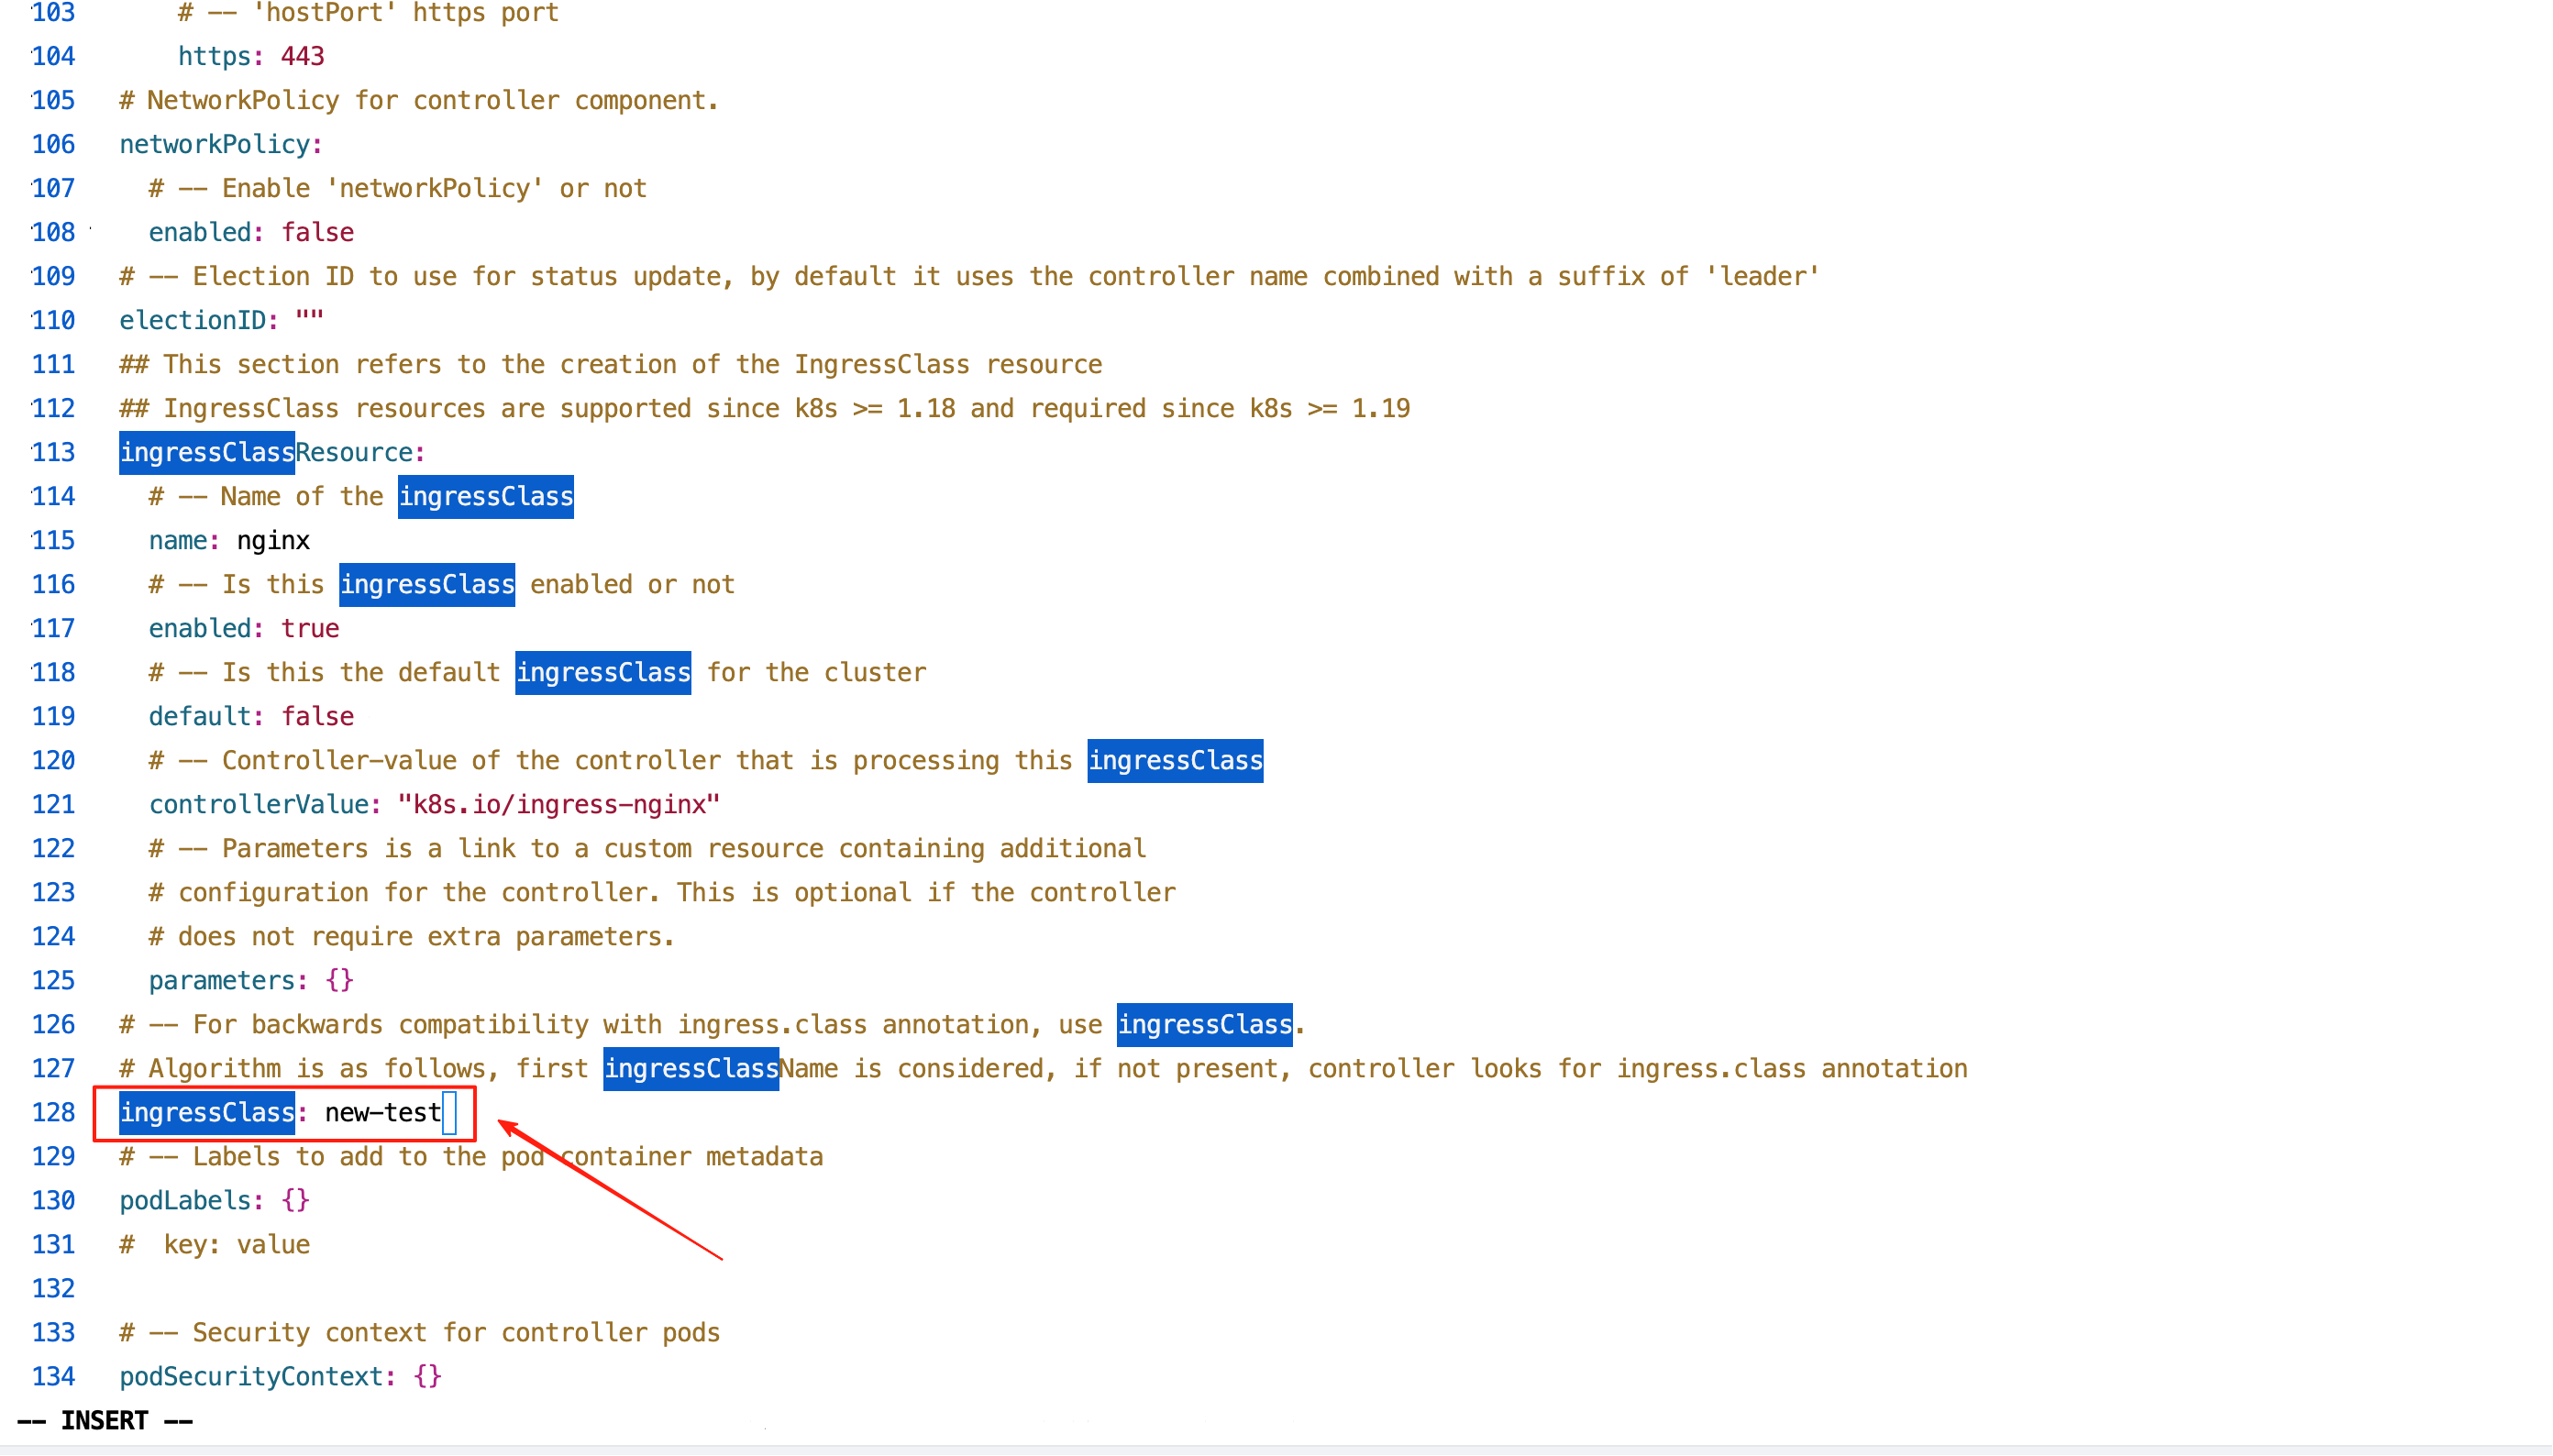 103      # -- 'hostPort' https port
104      https: 443
105  # NetworkPolicy for controller component.
106  networkPolicy:
107    # -- Enable 'networkPolicy' or not
108    enabled: false
109  # -- Election ID to use for status update, by default it uses the controller name combined with a suffix of 'leader'
110  electionID: ""
111  ## This section refers to the creation of the IngressClass resource
112  ## IngressClass resources are supported since k8s >= 1.18 and required since k8s >= 1.19
113  ingressClassResource:
114    # -- Name of the ingressClass
115    name: nginx
116    # -- Is this ingressClass enabled or not
117    enabled: true
118    # -- Is this the default ingressClass for the cluster
119    default: false
120    # -- Controller-value of the controller that is processing this ingressClass
121    controllerValue: "k8s.io/ingress-nginx"
122    # -- Parameters is a link to a custom resource containing additional
123    # configuration for the controller. This is optional if the controller
124    # does not require extra parameters.
125    parameters: {}
126  # -- For backwards compatibility with ingress.class annotation, use ingressClass.
127  # Algorithm is as follows, first ingressClassName is considered, if not present, controller looks for ingress.class annotation
128  ingressClass: new-test
129  # -- Labels to add to the pod container metadata
130  podLabels: {}
131  #  key: value
132
133  # -- Security context for controller pods
134  podSecurityContext: {}
-- INSERT --